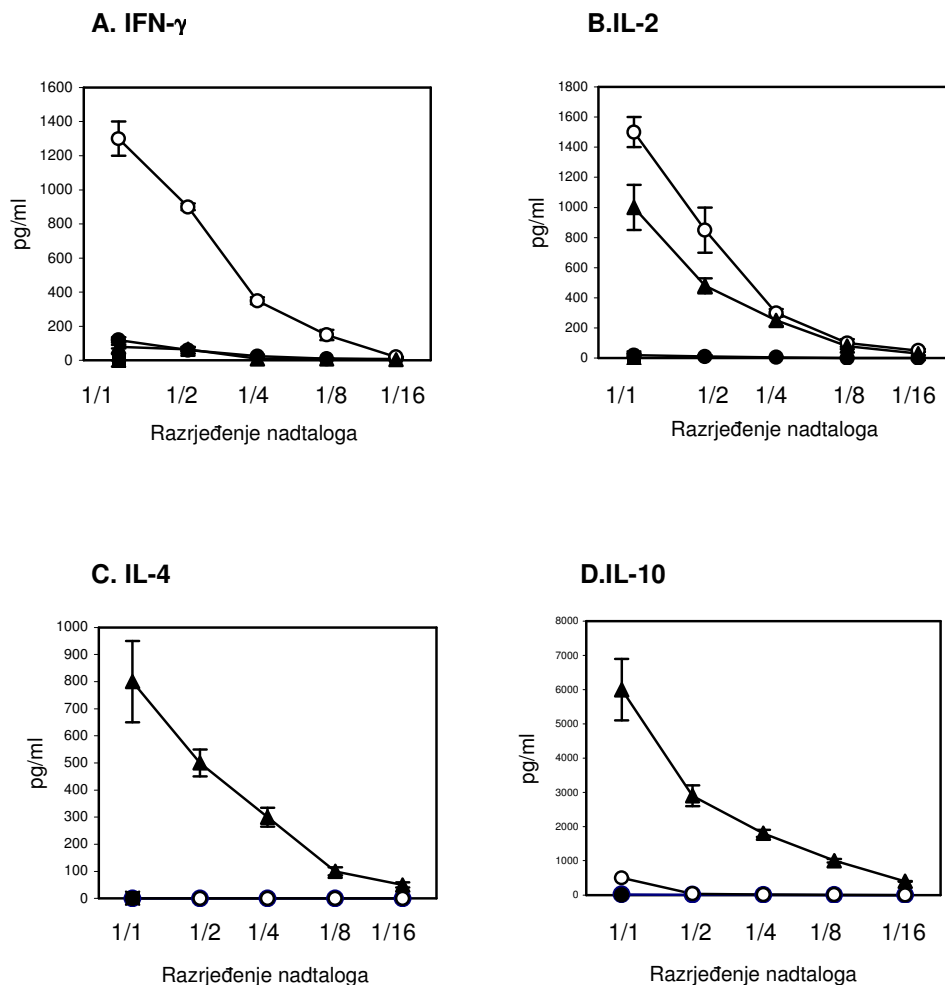 A. IFN-γ
1600
1400
1200
1000
800
600
400
200
0
pg/ml
1/1 1/2 1/4 1/8 1/16
Razrjeđenje nadtaloga
B.IL-2
1800
1600
1400
1200
1000
800
600
400
200
0
pg/ml
1/1 1/2 1/4 1/8 1/16
Razrjeđenje nadtaloga
C. IL-4
1000
900
800
700
600
500
400
300
200
100
0
pg/ml
1/1 1/2 1/4 1/8 1/16
Razrjeđenje nadtaloga
D.IL-10
8000
7000
6000
5000
4000
3000
2000
1000
0
pg/ml
1/1 1/2 1/4 1/8 1/16
Razrjeđenje nadtaloga